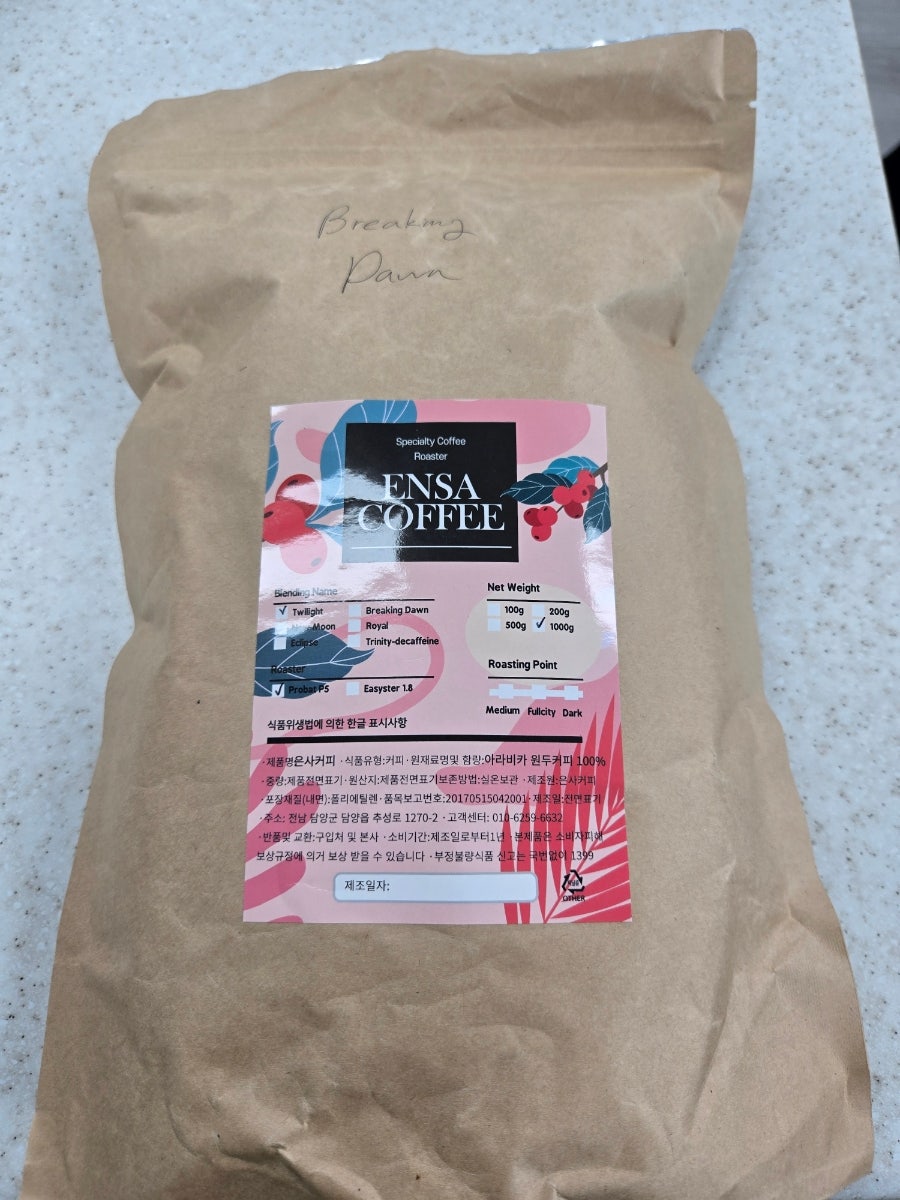 Breaking
Dawn
Specialty Coffee
Roaster
ENSA
COFFEE
Blending Name
✓ Twilight
Breaking Dawn
New Moon
Royal
Eclipse
Trinity-decaffeine
Net Weight
100g
200g
500g
✓ 1000g
Roaster
✓ Probat P5
Easyster 1.8
Roasting Point
Medium Fullcity Dark
식품위생법에 의한 한글 표시사항
·제품명은사커피 ·식품유형:커피 ·원재료명및 함량:아라비카 원두커피 100%
·중량:제품전면표기 ·원산지:제품전면표기보존방법:실온보관 ·제조원:은사커피
·포장재질(내면):폴리에틸렌 ·품목보고번호:20170515042001 ·제조일:전면표기
·주소: 전남 담양군 담양읍 추성로 1270-2 ·고객센터: 010-6259-6632
·반품및 교환:구입처 및 본사 ·소비기간:제조일로부터1년 ·본제품은 소비자피해
보상규정에 의거 보상 받을 수 있습니다 ·부정불량식품 신고는 국번없이 1399
제조일자:
OTHER